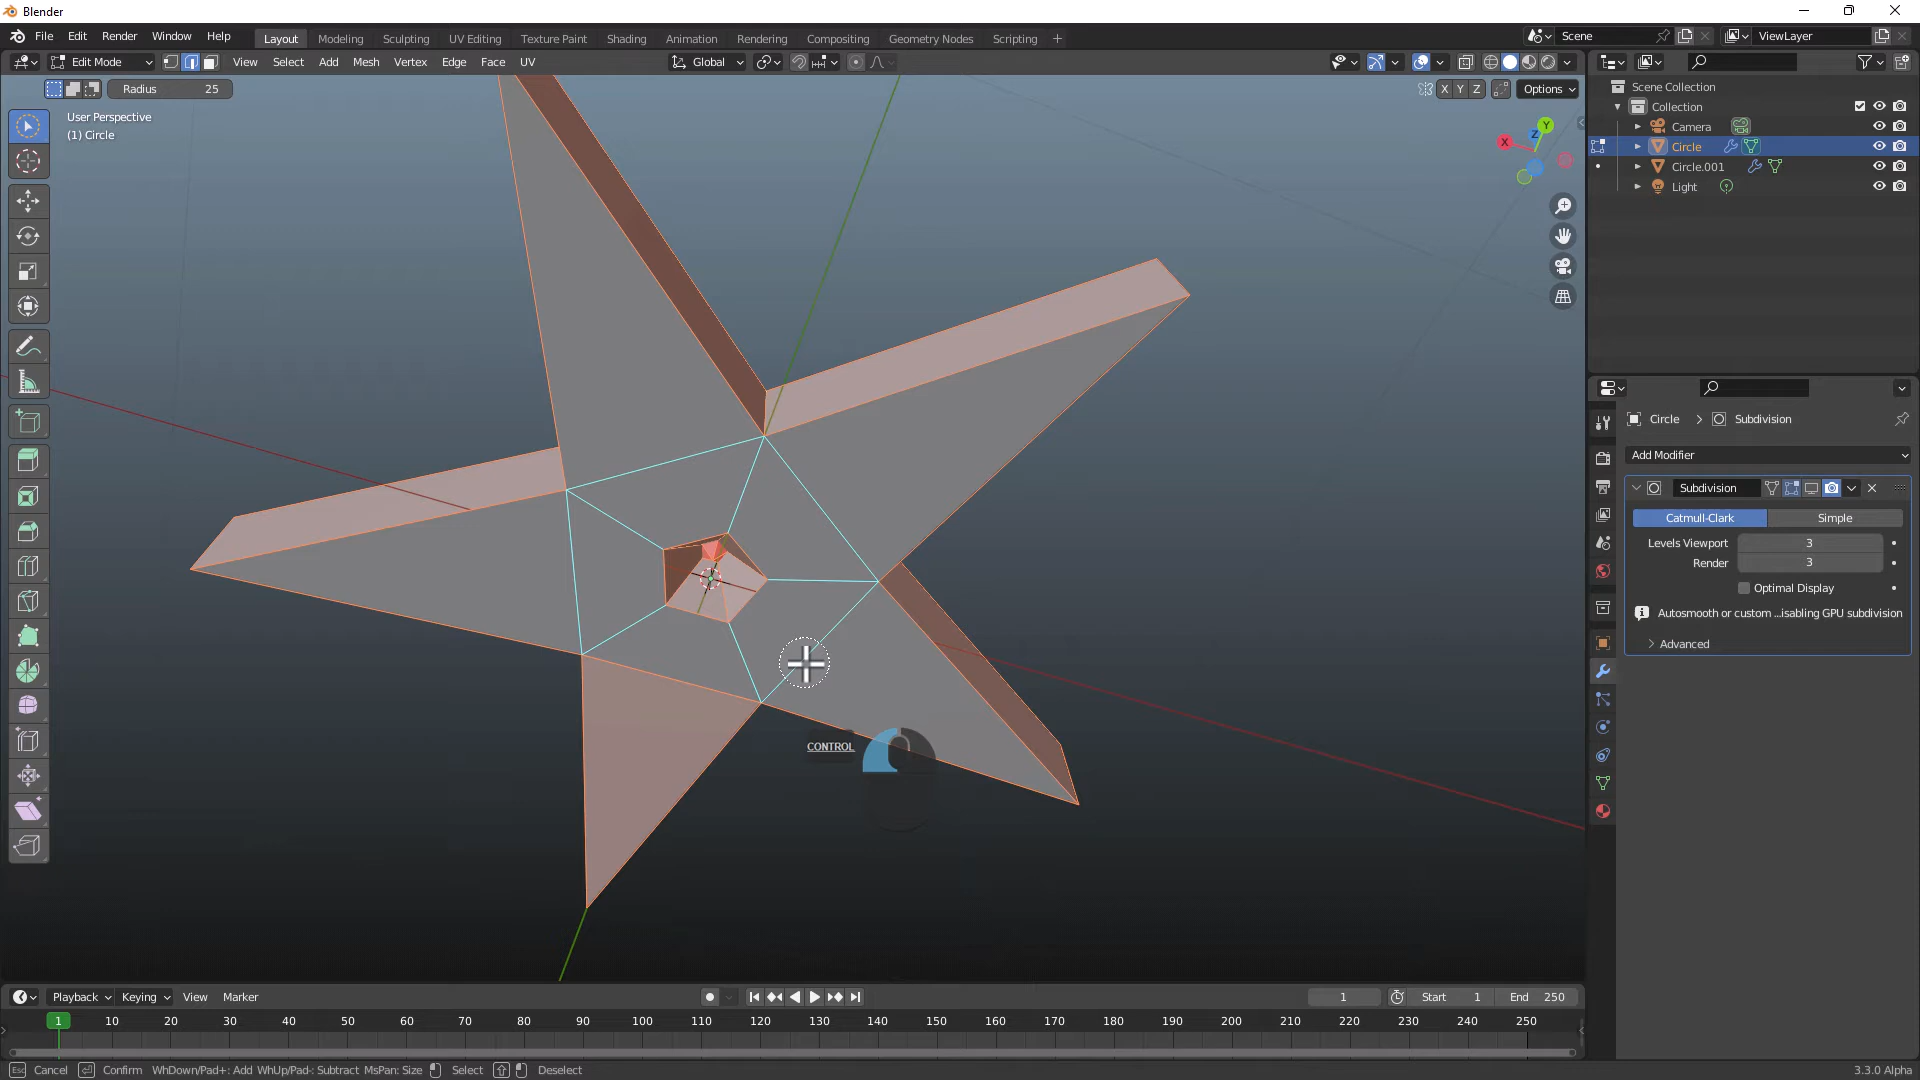 Blender
File Edit Render Window Help Layout Modeling Sculpting UV Editing Texture Paint Shading Animation Rendering Compositing Geometry Nodes Scripting + Scene ViewLayer
Edit Mode View Select Add Mesh Vertex Edge Face UV Global
Radius 25 X Y Z Options
User Perspective
(1) Circle
Y
Z
X
CONTROL
Scene Collection
Collection
Camera
Circle
Circle.001
Light
Circle > Subdivision
Add Modifier
Subdivision
Catmull-Clark Simple
Levels Viewport 3
Render 3
Optimal Display
Autosmooth or custom ...isabling GPU subdivision
> Advanced
Playback Keying View Marker 1 Start 1 End 250
1 10 20 30 40 50 60 70 80 90 100 110 120 130 140 150 160 170 180 190 200 210 220 230 240 250
Esc Cancel Confirm WhDown/Pad+: Add WhUp/Pad-: Subtract MsPan: Size Select Deselect 3.3.0 Alpha